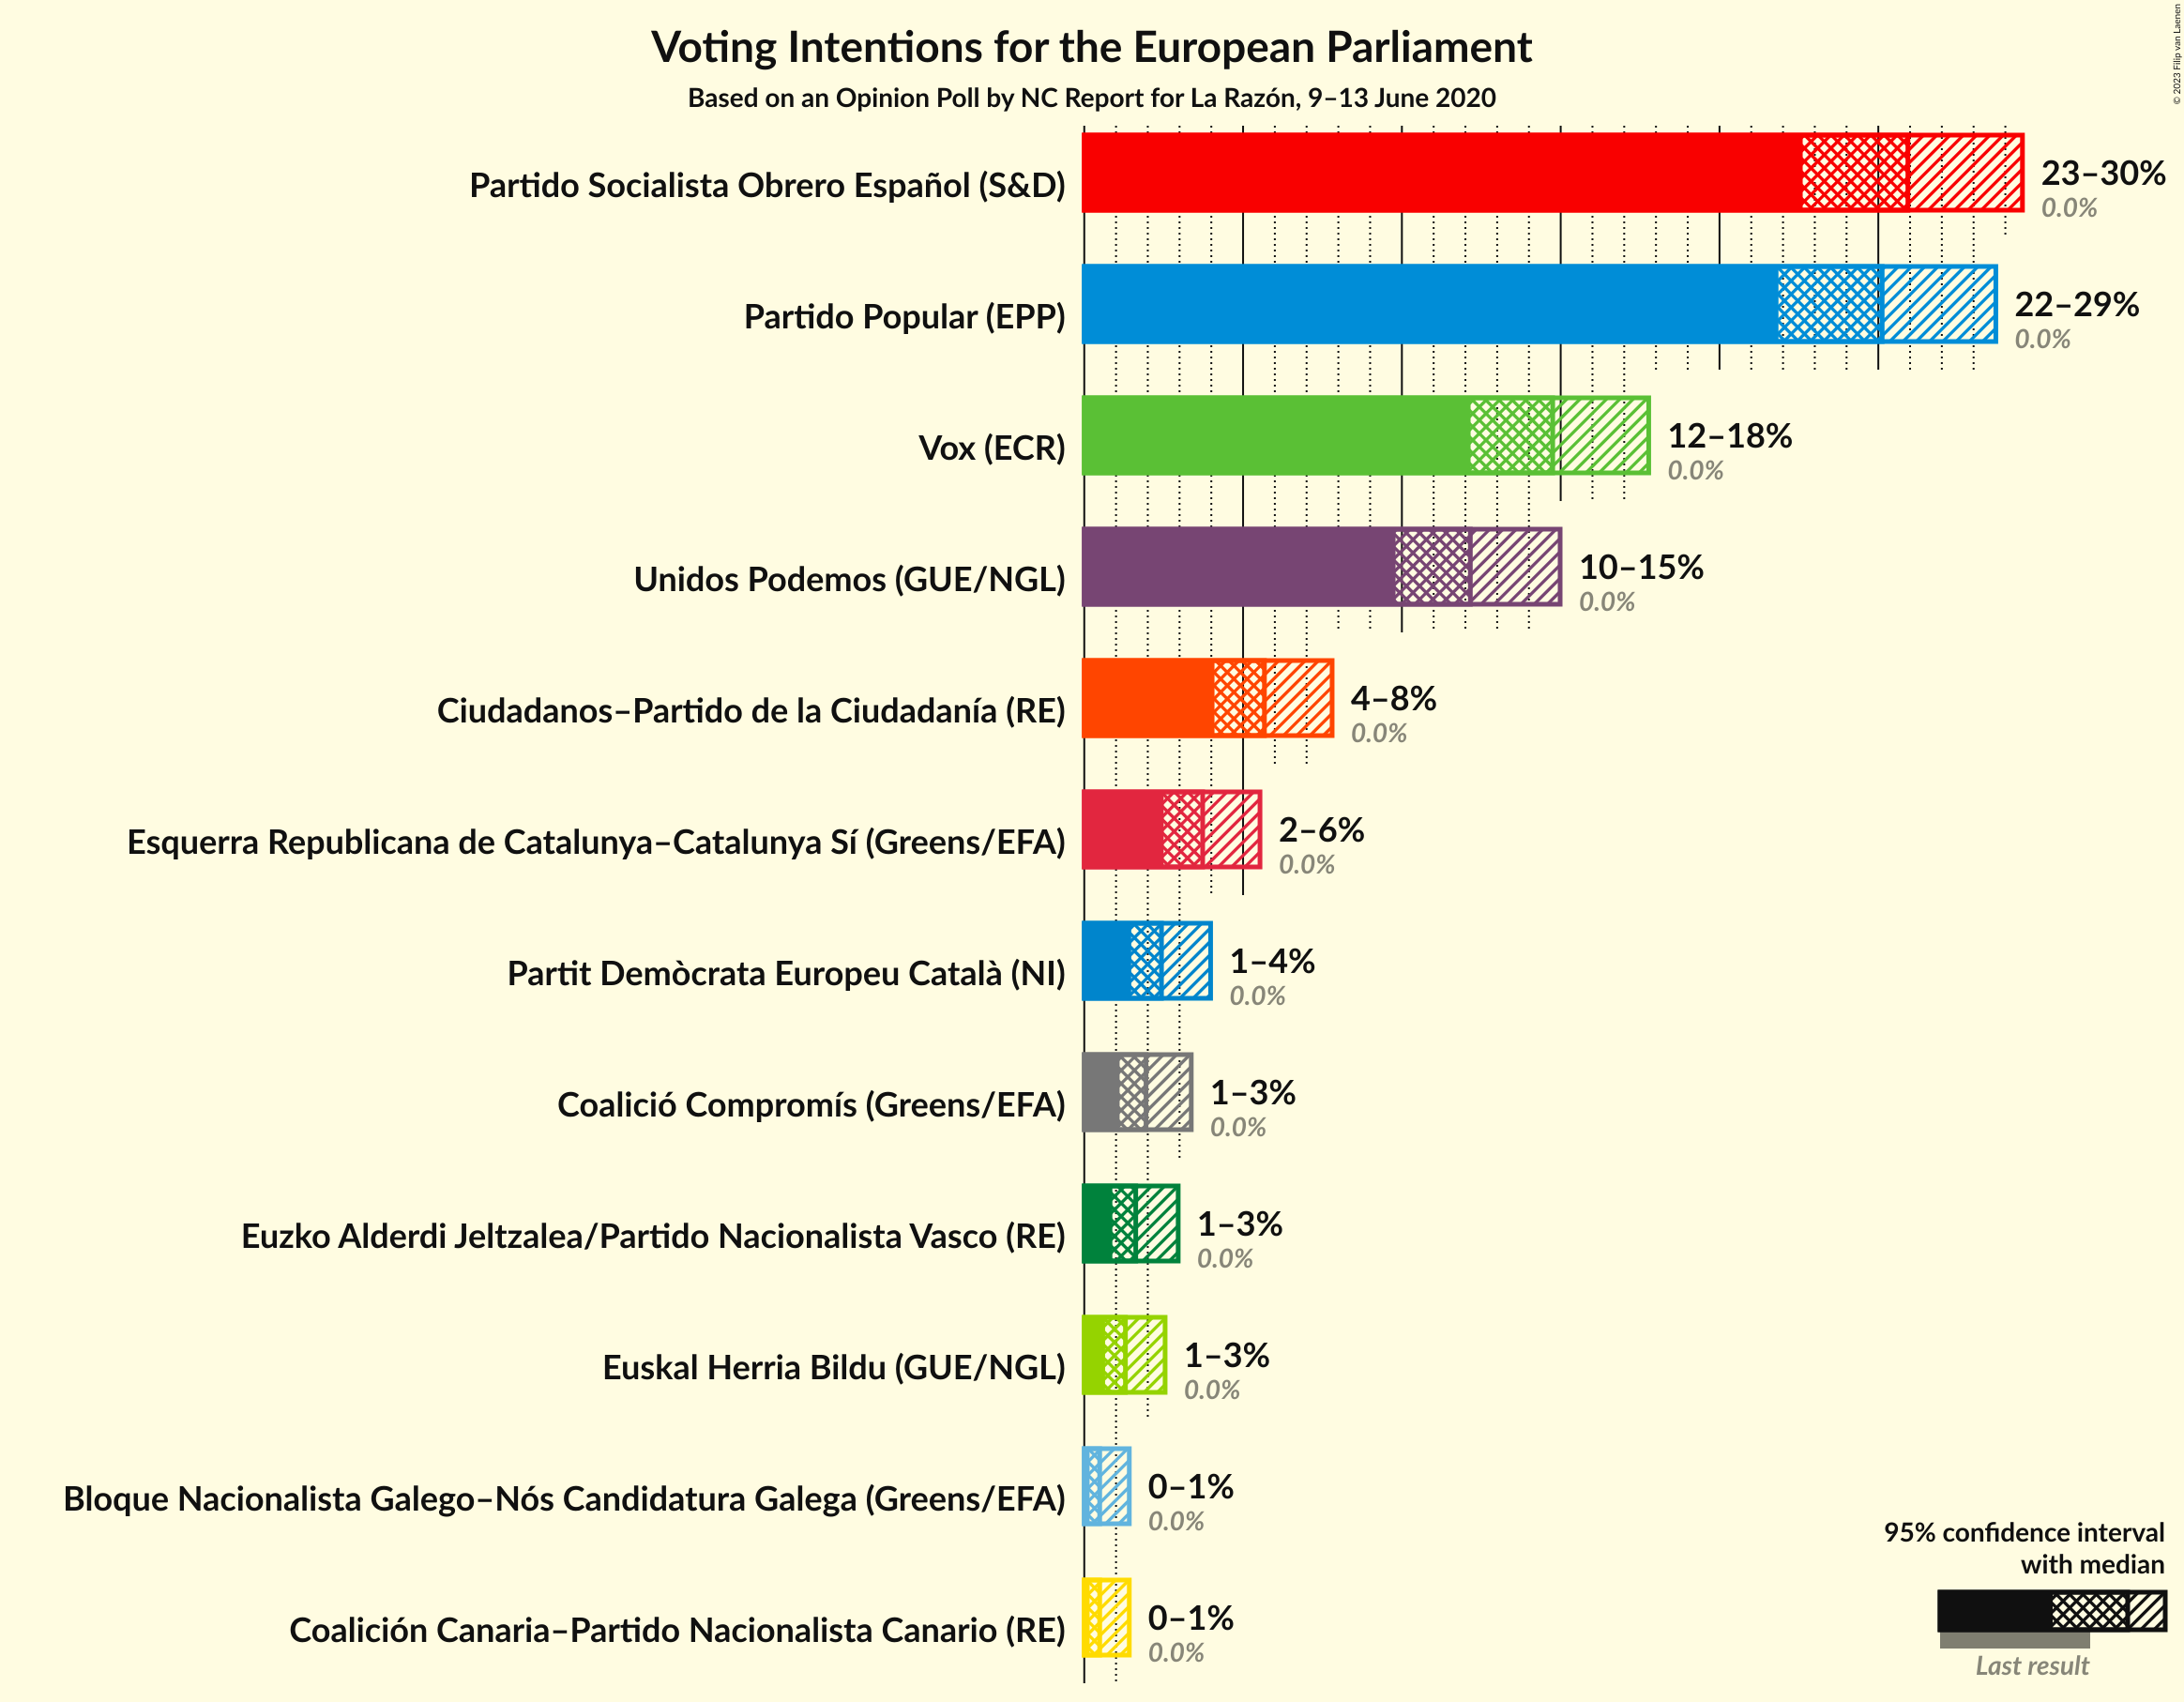 Voting Intentions for the European Parliament
Based on an Opinion Poll by NC Report for La Razón, 9–13 June 2020
© 2023 Filip van Laenen
Partido Socialista Obrero Español (S&D)
23–30%
0.0%
Partido Popular (EPP)
22–29%
0.0%
Vox (ECR)
12–18%
0.0%
Unidos Podemos (GUE/NGL)
10–15%
0.0%
Ciudadanos–Partido de la Ciudadanía (RE)
4–8%
0.0%
Esquerra Republicana de Catalunya–Catalunya Sí (Greens/EFA)
2–6%
0.0%
Partit Demòcrata Europeu Català (NI)
1–4%
0.0%
Coalició Compromís (Greens/EFA)
1–3%
0.0%
Euzko Alderdi Jeltzalea/Partido Nacionalista Vasco (RE)
1–3%
0.0%
Euskal Herria Bildu (GUE/NGL)
1–3%
0.0%
Bloque Nacionalista Galego–Nós Candidatura Galega (Greens/EFA)
0–1%
0.0%
Coalición Canaria–Partido Nacionalista Canario (RE)
0–1%
0.0%
95% confidence interval
with median
Last result